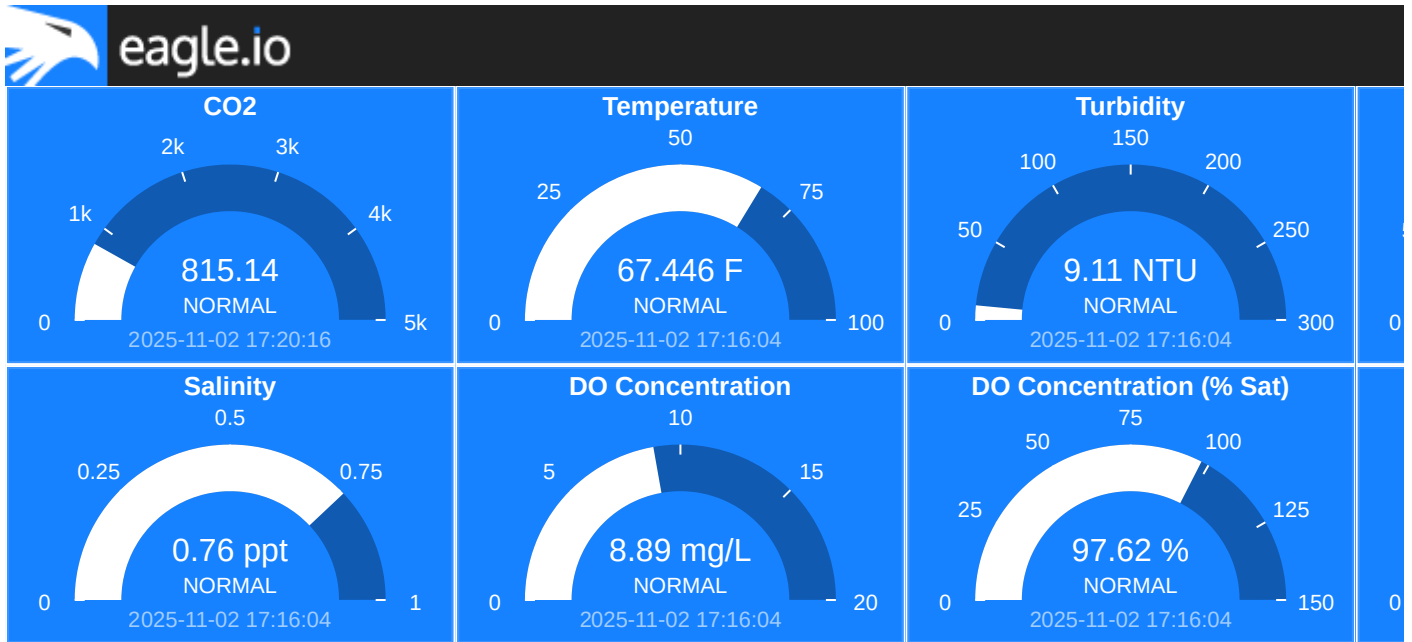 eagle.io
CO2
2k 3k
1k 4k
815.14
NORMAL
0 5k
2025-11-02 17:20:16
Temperature
50
25 75
67.446 F
NORMAL
0 100
2025-11-02 17:16:04
Turbidity
150
100 200
50 250
9.11 NTU
NORMAL
0 300
2025-11-02 17:16:04
0
Salinity
0.5
0.25 0.75
0.76 ppt
NORMAL
0 1
2025-11-02 17:16:04
DO Concentration
10
5 15
8.89 mg/L
NORMAL
0 20
2025-11-02 17:16:04
DO Concentration (% Sat)
75
50 100
25 125
97.62 %
NORMAL
0 150
2025-11-02 17:16:04
0